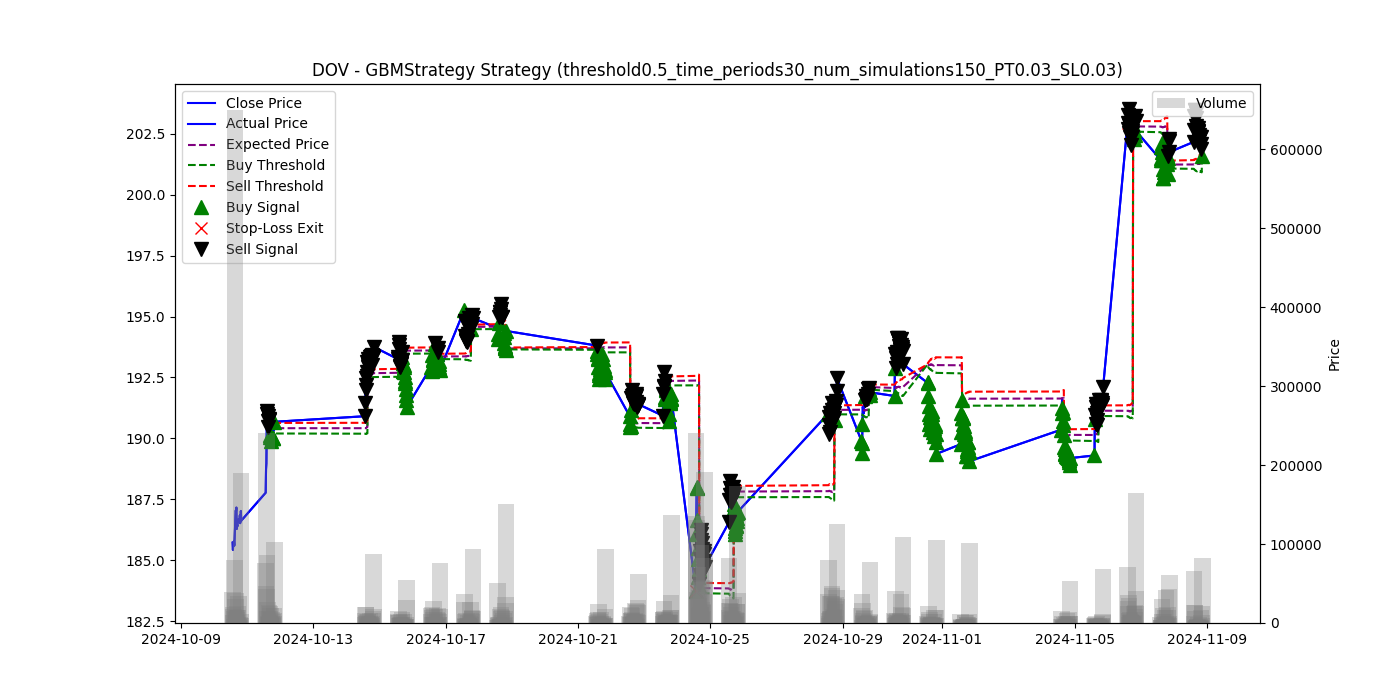 DOV - GBMStrategy Strategy (threshold0.5_time_periods30_num_simulations150_PT0.03_SL0.03)
Close Price
Actual Price
Expected Price
Buy Threshold
Sell Threshold
Buy Signal
Stop-Loss Exit
Sell Signal
Volume
202.5
200.0
197.5
195.0
192.5
190.0
187.5
185.0
182.5
600000
500000
400000
300000
200000
100000
0
Price
2024-10-09
2024-10-13
2024-10-17
2024-10-21
2024-10-25
2024-10-29
2024-11-01
2024-11-05
2024-11-09